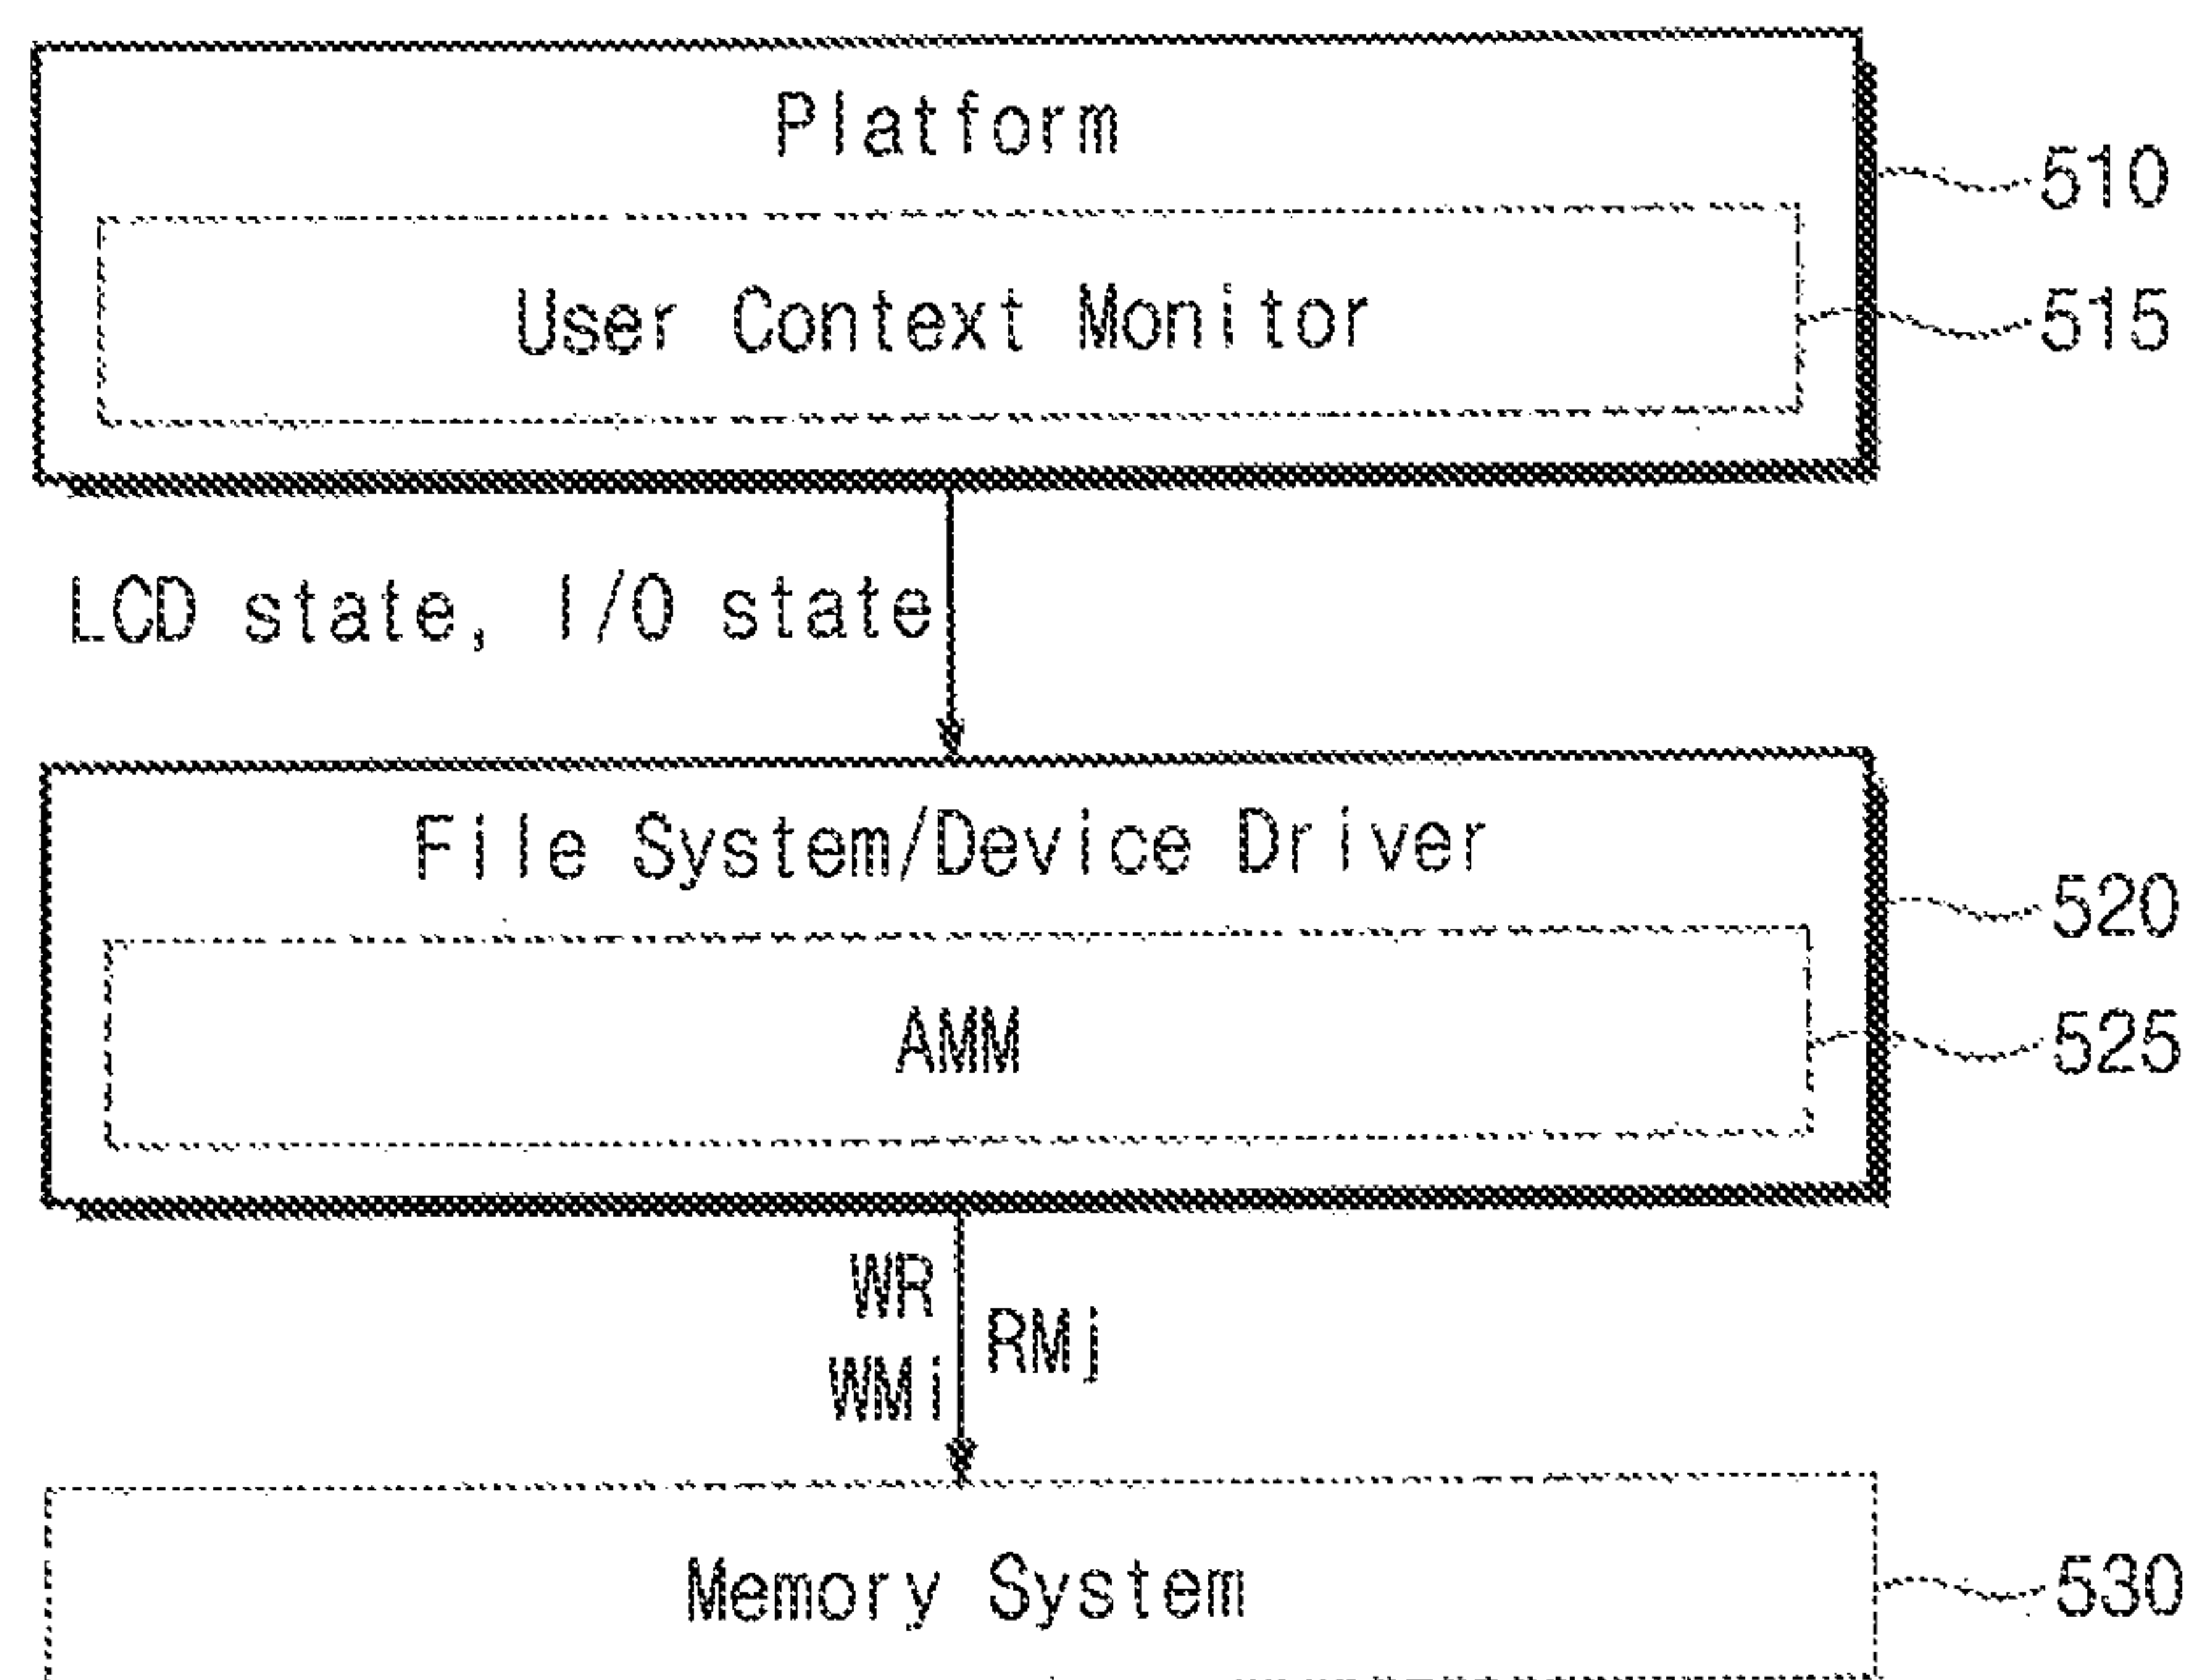 Platform
510
User Context Monitor
515
LCD state, I/O state
File System/Device Driver
520
AMM
525
WR
RMj
WMi
Memory System
530